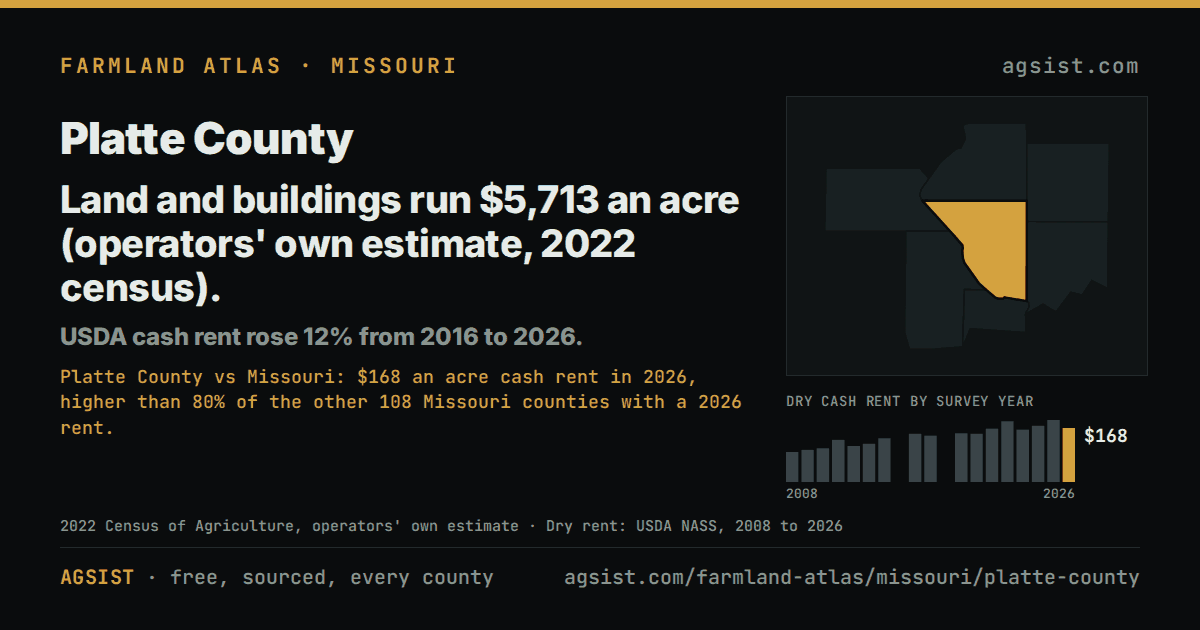 FARMLAND ATLAS · MISSOURI
agsist.com
Platte County
Land and buildings run $5,713 an acre
(operators' own estimate, 2022
census).
USDA cash rent rose 12% from 2016 to 2026.
Platte County vs Missouri: $168 an acre cash rent in 2026,
higher than 80% of the other 108 Missouri counties with a 2026
rent.
DRY CASH RENT BY SURVEY YEAR
$168
2008
2026
2022 Census of Agriculture, operators' own estimate · Dry rent: USDA NASS, 2008 to 2026
AGSIST · free, sourced, every county
agsist.com/farmland-atlas/missouri/platte-county